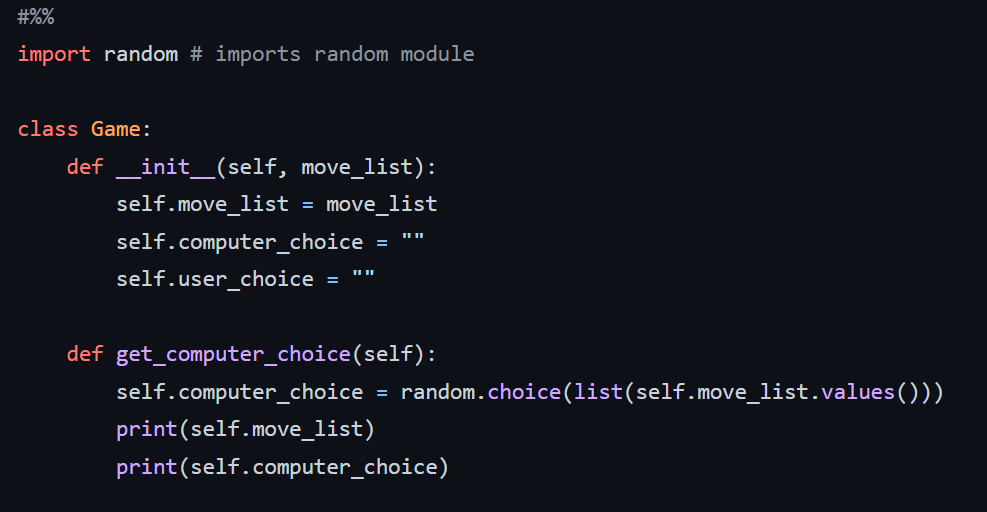 #%%
import random # imports random module
class Game:
    def __init__(self, move_list):
        self.move_list = move_list
        self.computer_choice = ""
        self.user_choice = ""
    def get_computer_choice(self):
        self.computer_choice = random.choice(list(self.move_list.values()))
        print(self.move_list)
        print(self.computer_choice)